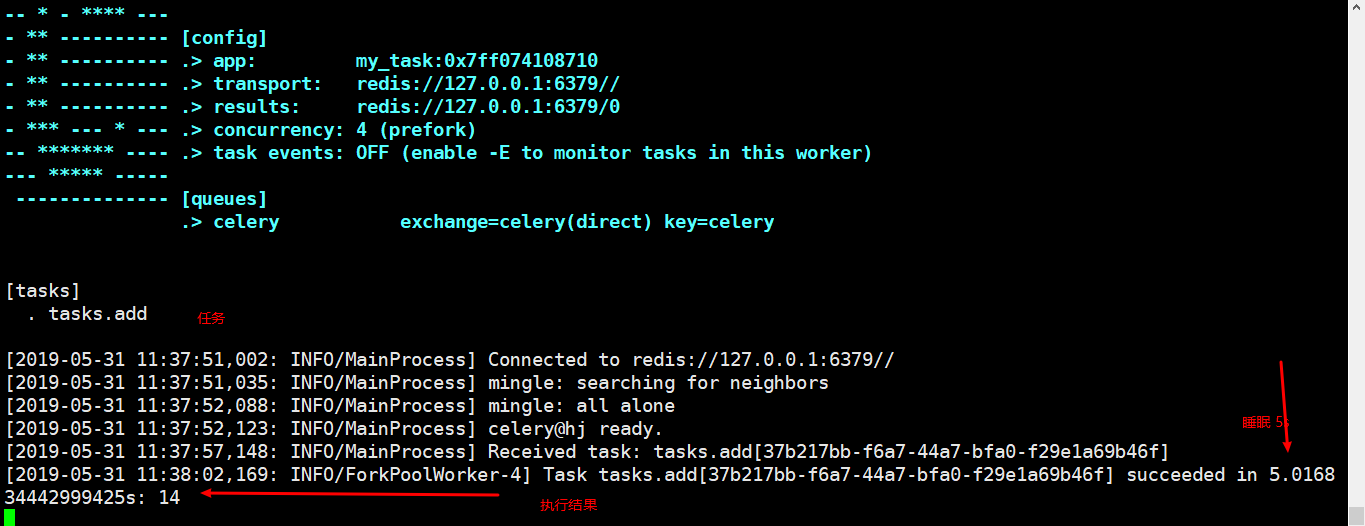 -- * - **** ---
- ** ---------- [config]
- ** ---------- .> app:         my_task:0x7ff074108710
- ** ---------- .> transport:   redis://127.0.0.1:6379//
- ** ---------- .> results:     redis://127.0.0.1:6379/0
- *** --- * --- .> concurrency: 4 (prefork)
-- ******* ---- .> task events: OFF (enable -E to monitor tasks in this worker)
--- ***** -----
 -------------- [queues]
                .> celery           exchange=celery(direct) key=celery
[tasks]
  . tasks.add 任务
[2019-05-31 11:37:51,002: INFO/MainProcess] Connected to redis://127.0.0.1:6379//
[2019-05-31 11:37:51,035: INFO/MainProcess] mingle: searching for neighbors
[2019-05-31 11:37:52,088: INFO/MainProcess] mingle: all alone
[2019-05-31 11:37:52,123: INFO/MainProcess] celery@hj ready.
睡眠 5s
[2019-05-31 11:37:57,148: INFO/MainProcess] Received task: tasks.add[37b217bb-f6a7-44a7-bfa0-f29e1a69b46f]
[2019-05-31 11:38:02,169: INFO/ForkPoolWorker-4] Task tasks.add[37b217bb-f6a7-44a7-bfa0-f29e1a69b46f] succeeded in 5.0168
34442999425s: 14
执行结果